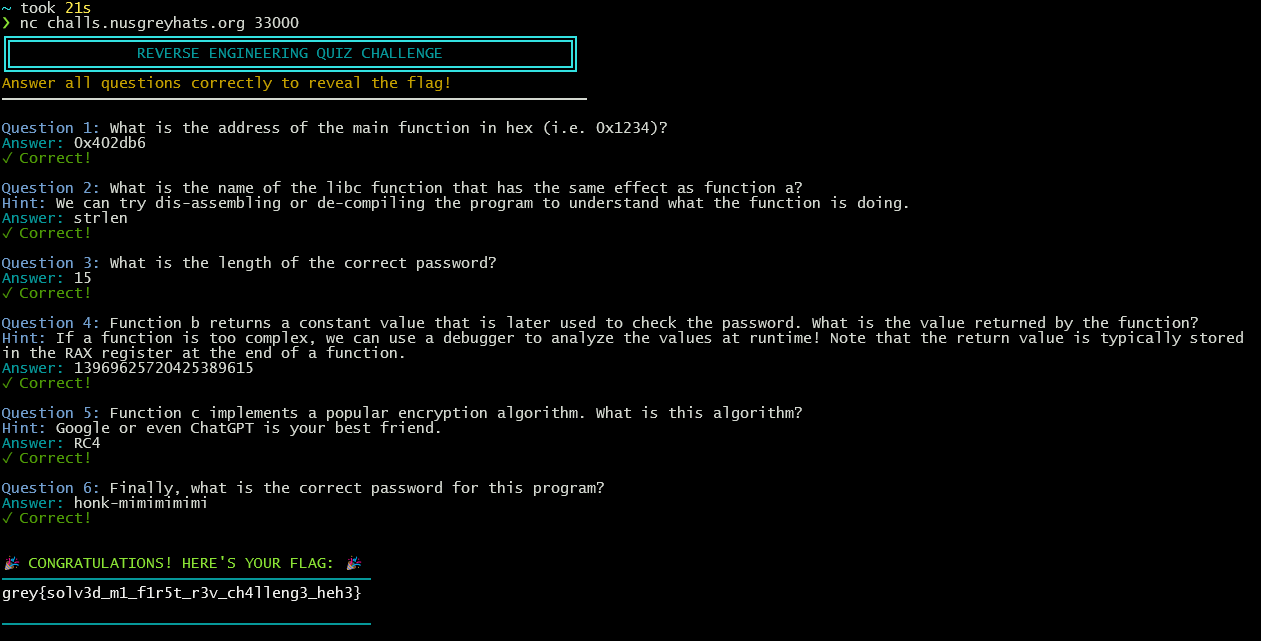 ~ took 21s
❯ nc challs.nusgreyhats.org 33000
REVERSE ENGINEERING QUIZ CHALLENGE
Answer all questions correctly to reveal the flag!
Question 1: What is the address of the main function in hex (i.e. 0x1234)?
Answer: 0x402db6
✓ Correct!
Question 2: What is the name of the libc function that has the same effect as function a?
Hint: We can try dis-assembling or de-compiling the program to understand what the function is doing.
Answer: strlen
✓ Correct!
Question 3: What is the length of the correct password?
Answer: 15
✓ Correct!
Question 4: Function b returns a constant value that is later used to check the password. What is the value returned by the function?
Hint: If a function is too complex, we can use a debugger to analyze the values at runtime! Note that the return value is typically stored
in the RAX register at the end of a function.
Answer: 13969625720425389615
✓ Correct!
Question 5: Function c implements a popular encryption algorithm. What is this algorithm?
Hint: Google or even ChatGPT is your best friend.
Answer: RC4
✓ Correct!
Question 6: Finally, what is the correct password for this program?
Answer: honk-mimimimimi
✓ Correct!
🎉 CONGRATULATIONS! HERE'S YOUR FLAG: 🎉
grey{solv3d_m1_f1r5t_r3v_ch4lleng3_heh3}